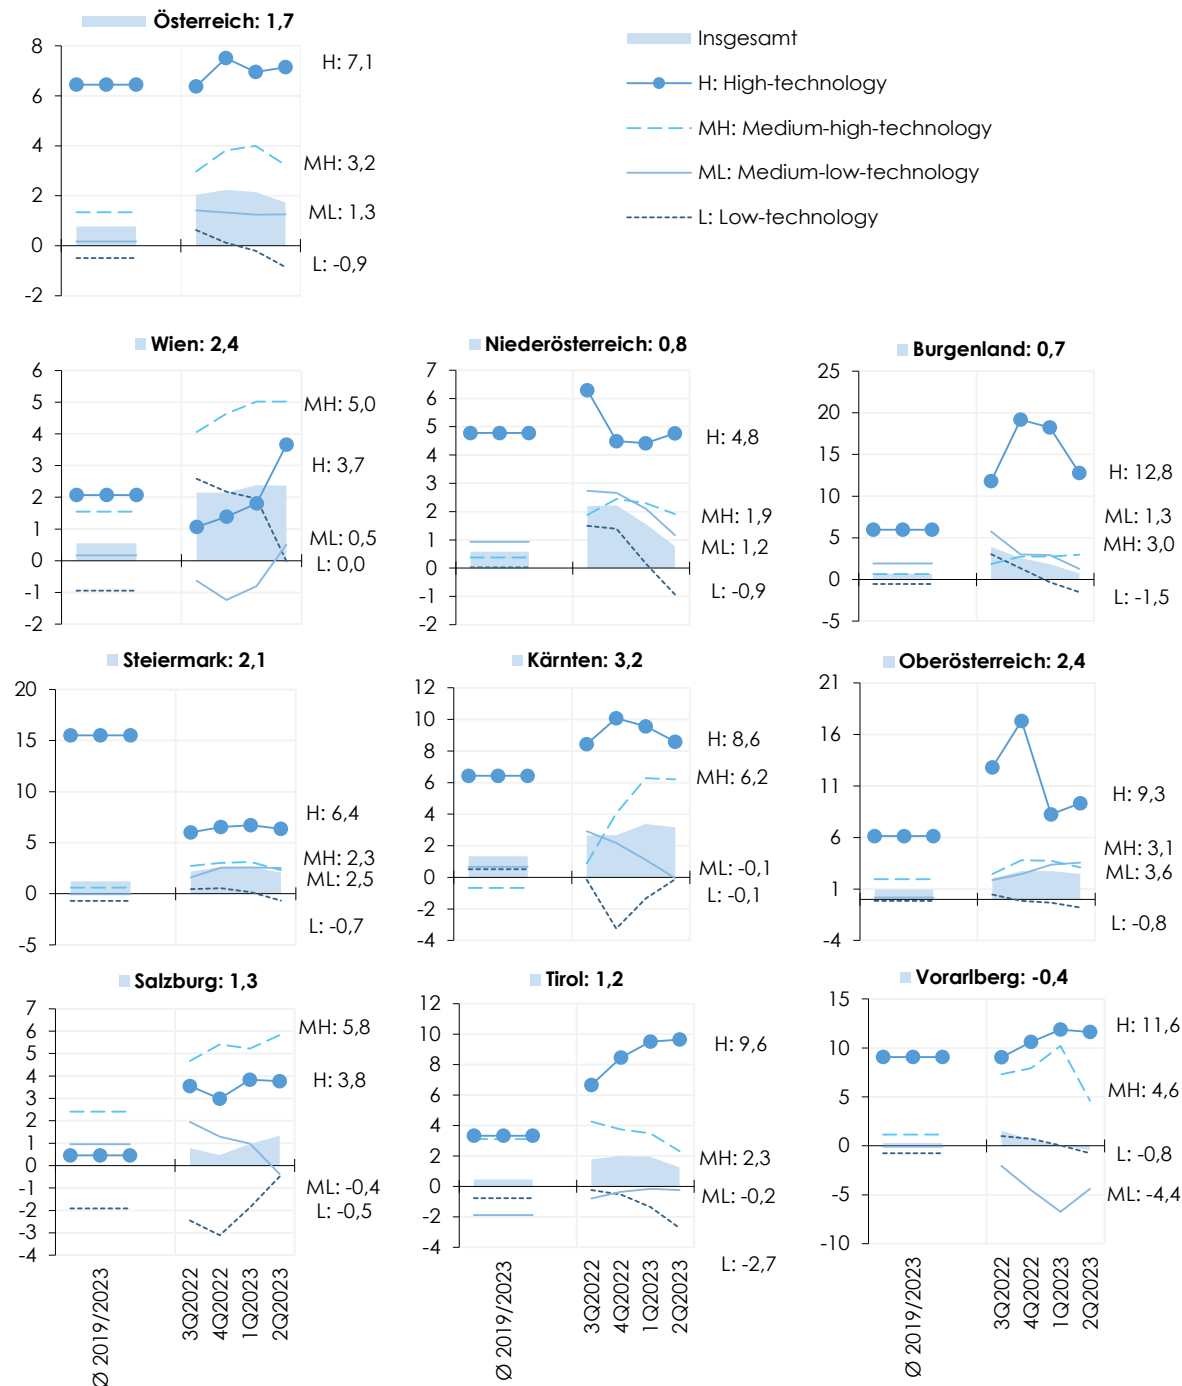 Österreich: 1,7
8
6
4
2
0
-2
H: 7,1
MH: 3,2
ML: 1,3
L: -0,9
Insgesamt
H: High-technology
MH: Medium-high-technology
ML: Medium-low-technology
L: Low-technology
Wien: 2,4
6
5
4
3
2
1
0
-1
-2
MH: 5,0
H: 3,7
ML: 0,5
L: 0,0
Niederösterreich: 0,8
7
6
5
4
3
2
1
0
-1
-2
H: 4,8
MH: 1,9
ML: 1,2
L: -0,9
Burgenland: 0,7
25
20
15
10
5
0
-5
H: 12,8
ML: 1,3
MH: 3,0
L: -1,5
Steiermark: 2,1
20
15
10
5
0
-5
H: 6,4
MH: 2,3
ML: 2,5
L: -0,7
Kärnten: 3,2
12
10
8
6
4
2
0
-2
-4
H: 8,6
MH: 6,2
ML: -0,1
L: -0,1
Oberösterreich: 2,4
21
16
11
6
1
-4
H: 9,3
MH: 3,1
ML: 3,6
L: -0,8
Salzburg: 1,3
7
6
5
4
3
2
1
0
-1
-2
-3
-4
MH: 5,8
H: 3,8
ML: -0,4
L: -0,5
Ø 2019/2023
3Q2022
4Q2022
1Q2023
2Q2023
Tirol: 1,2
12
10
8
6
4
2
0
-2
-4
H: 9,6
MH: 2,3
ML: -0,2
L: -2,7
Ø 2019/2023
3Q2022
4Q2022
1Q2023
2Q2023
Vorarlberg: -0,4
15
10
5
0
-5
-10
H: 11,6
MH: 4,6
L: -0,8
ML: -4,4
Ø 2019/2023
3Q2022
4Q2022
1Q2023
2Q2023